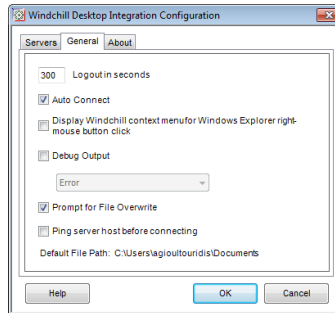 Windchill Desktop Integration Configuration
Servers General About
300 Logout in seconds
Auto Connect
Display Windchill context menufor Windows Explorer right-
mouse button click
Debug Output
Error
Prompt for File Overwrite
Ping server host before connecting
Default File Path: C:\Users\agioultouridis\Documents
Help OK Cancel